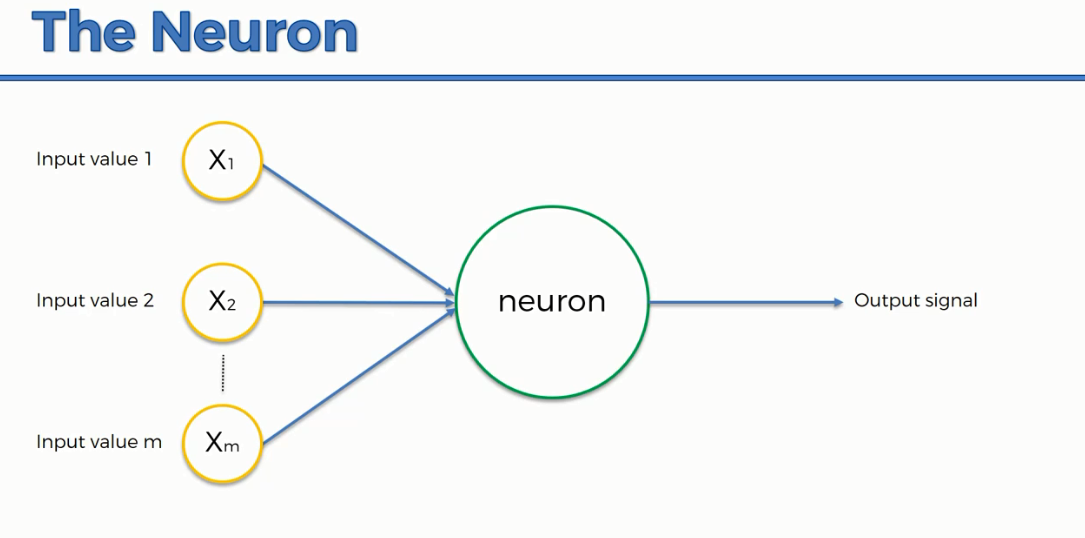 The Neuron
Input value 1
X1
Input value 2
X2
neuron
Output signal
Input value m
Xm